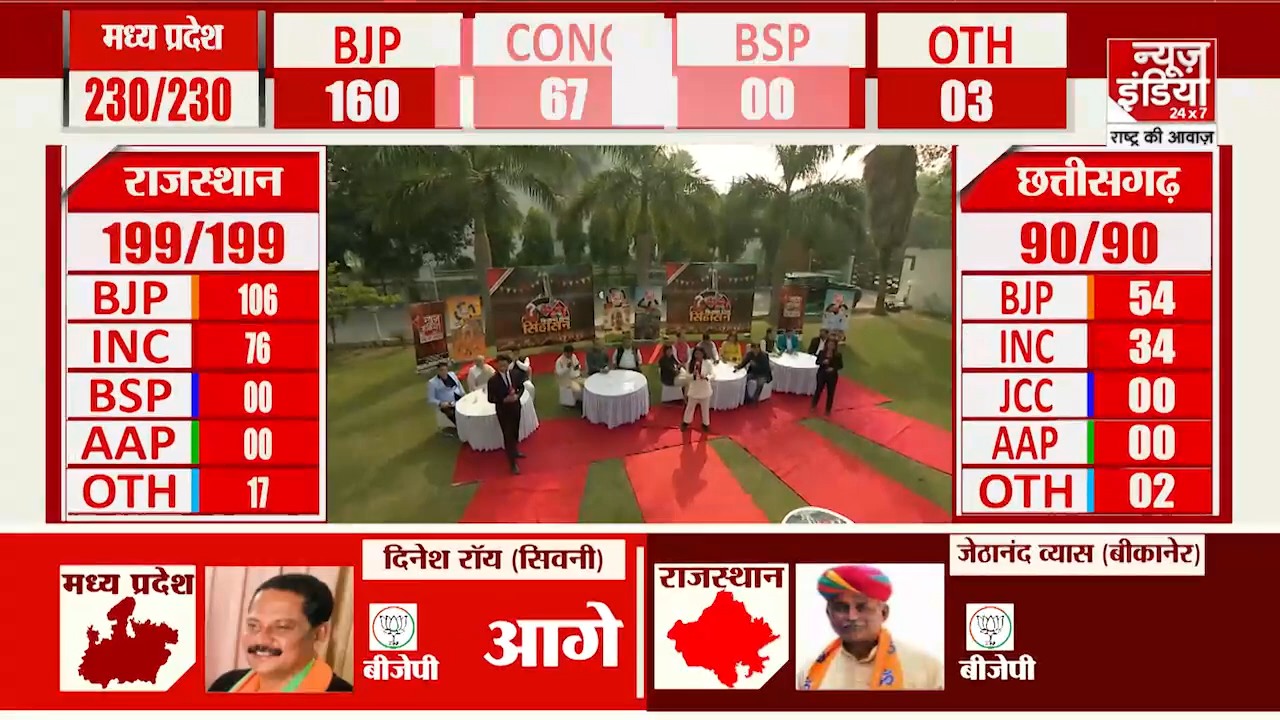 मध्य प्रदेश
230/230
BJP
160
CONG
67
BSP
00
OTH
03
न्यूज़
इंडिया
24x7
राष्ट्र की आवाज़
राजस्थान
199/199
BJP 106
INC 76
BSP 00
AAP 00
OTH 17
सिंहासन
सिंहासन
छत्तीसगढ़
90/90
BJP 54
INC 34
JCC 00
AAP 00
OTH 02
मध्य प्रदेश
दिनेश रॉय (सिवनी)
बीजेपी
आगे
राजस्थान
जेठानंद व्यास (बीकानेर)
बीजेपी